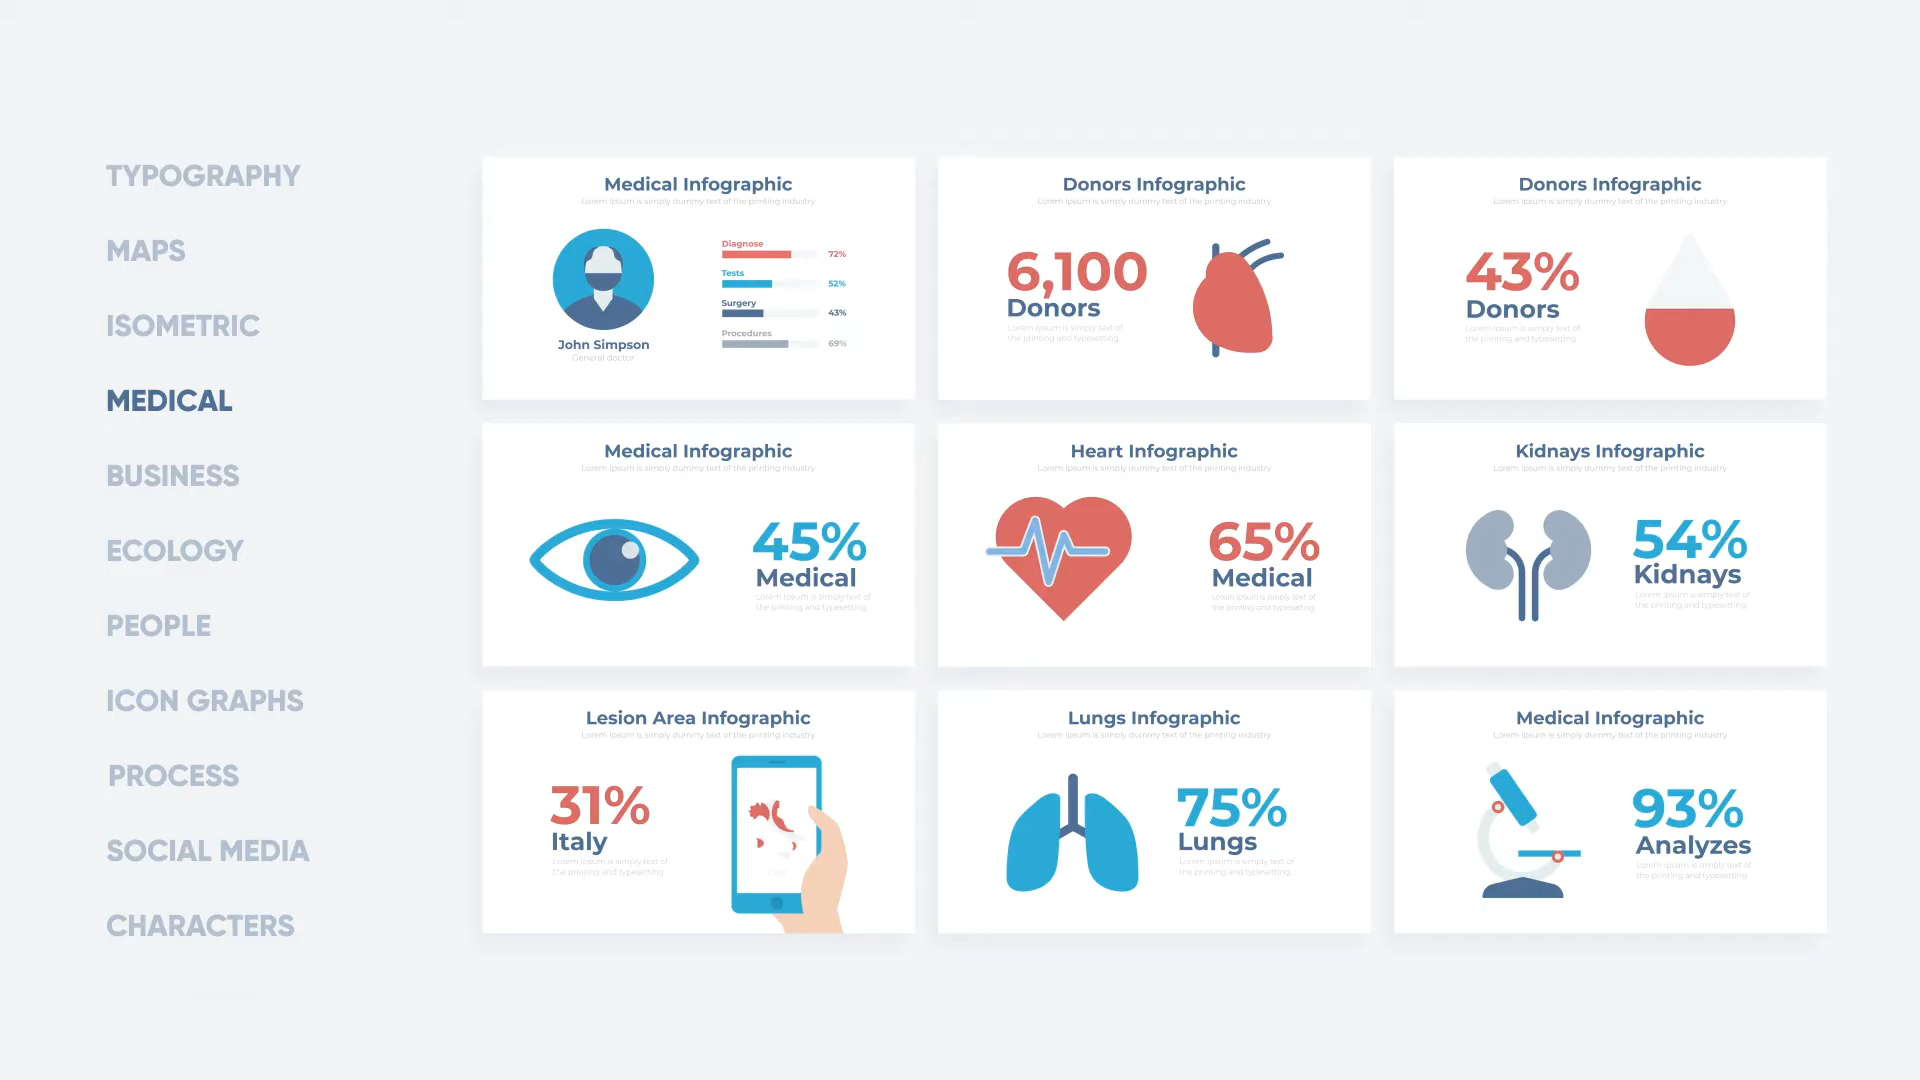 TYPOGRAPHY
MAPS
ISOMETRIC
MEDICAL
BUSINESS
ECOLOGY
PEOPLE
ICON GRAPHS
PROCESS
SOCIAL MEDIA
CHARACTERS
Medical Infographic
Lorem Ipsum is simply dummy text of the printing industry
John Simpson
General doctor
Diagnose
72%
Tests
52%
Surgery
43%
Procedures
69%
Donors Infographic
Lorem Ipsum is simply dummy text of the printing industry
6,100
Donors
Lorem Ipsum is simply text of
the printing and typesetting.
Donors Infographic
Lorem Ipsum is simply dummy text of the printing industry
43%
Donors
Lorem Ipsum is simply text of
the printing and typesetting.
Medical Infographic
Lorem Ipsum is simply dummy text of the printing industry
45%
Medical
Lorem Ipsum is simply text of
the printing and typesetting.
Heart Infographic
Lorem Ipsum is simply dummy text of the printing industry
65%
Medical
Lorem Ipsum is simply text of
the printing and typesetting.
Kidnays Infographic
Lorem Ipsum is simply dummy text of the printing industry
54%
Kidnays
Lorem Ipsum is simply text of
the printing and typesetting.
Lesion Area Infographic
Lorem Ipsum is simply dummy text of the printing industry
31%
Italy
Lorem Ipsum is simply text of
the printing and typesetting.
Lungs Infographic
Lorem Ipsum is simply dummy text of the printing industry
75%
Lungs
Lorem Ipsum is simply text of
the printing and typesetting.
Medical Infographic
Lorem Ipsum is simply dummy text of the printing industry
93%
Analyzes
Lorem Ipsum is simply text of
the printing and typesetting.